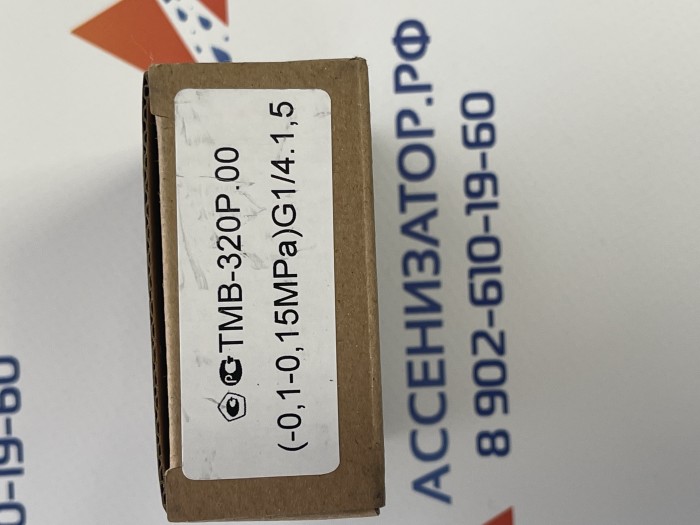 ТМВ-320Р.00
(-0,1-0,15MPa)G1/4.1,5
АССЕНИЗАТОР.РФ
8 902-610-19-60
0-19-60